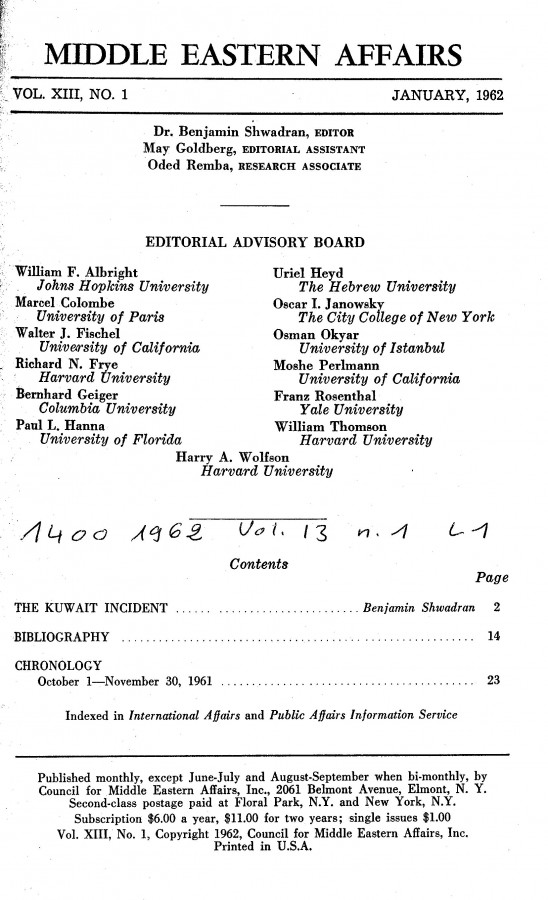 MIDDLE EASTERN AFFAIRS
VOL. XIII, NO. 1 JANUARY, 1962
Dr. Benjamin Shwadran, EDITOR
May Goldberg, EDITORIAL ASSISTANT
Oded Remba, RESEARCH ASSOCIATE
EDITORIAL ADVISORY BOARD
William F. Albright
Johns Hopkins University
Marcel Colombe
University of Paris
Walter J. Fischel
University of California
Richard N. Frye
Harvard University
Bernhard Geiger
Columbia University
Paul L. Hanna
University of Florida
Uriel Heyd
The Hebrew University
Oscar I. Janowsky
The City College of New York
Osman Okyar
University of Istanbul
Moshe Perlmann
University of California
Franz Rosenthal
Yale University
William Thomson
Harvard University
Harry A. Wolfson
Harvard University
1400 1962 Vol. 13 n. 1 L1
Contents
Page
THE KUWAIT INCIDENT ...... ....................... Benjamin Shwadran 2
BIBLIOGRAPHY ........................................................ 14
CHRONOLOGY
October 1—November 30, 1961 ........................................ 23
Indexed in International Affairs and Public Affairs Information Service
Published monthly, except June-July and August-September when bi-monthly, by
Council for Middle Eastern Affairs, Inc., 2061 Belmont Avenue, Elmont, N. Y.
Second-class postage paid at Floral Park, N.Y. and New York, N.Y.
Subscription $6.00 a year, $11.00 for two years; single issues $1.00
Vol. XIII, No. 1, Copyright 1962, Council for Middle Eastern Affairs, Inc.
Printed in U.S.A.